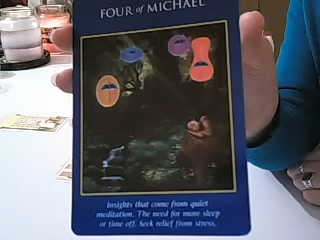 FOUR of MICHAEL
Insights that come from quiet
meditation. The need for more sleep
or time off. Seek relief from stress.